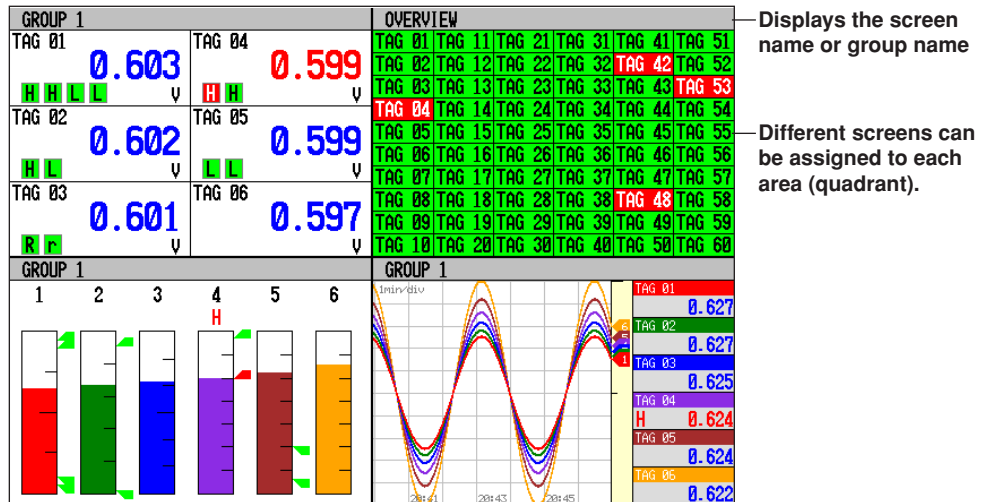 GROUP 1
TAG 01
0.603
H H L L V
TAG 04
0.599
H H V
TAG 02
0.602
H L V
TAG 05
0.599
L L V
TAG 03
0.601
R r V
TAG 06
0.597
V
OVERVIEW
TAG 01 TAG 11 TAG 21 TAG 31 TAG 41 TAG 51
TAG 02 TAG 12 TAG 22 TAG 32 TAG 42 TAG 52
TAG 03 TAG 13 TAG 23 TAG 33 TAG 43 TAG 53
TAG 04 TAG 14 TAG 24 TAG 34 TAG 44 TAG 54
TAG 05 TAG 15 TAG 25 TAG 35 TAG 45 TAG 55
TAG 06 TAG 16 TAG 26 TAG 36 TAG 46 TAG 56
TAG 07 TAG 17 TAG 27 TAG 37 TAG 47 TAG 57
TAG 08 TAG 18 TAG 28 TAG 38 TAG 48 TAG 58
TAG 09 TAG 19 TAG 29 TAG 39 TAG 49 TAG 59
TAG 10 TAG 20 TAG 30 TAG 40 TAG 50 TAG 60
Displays the screen
name or group name
Different screens can
be assigned to each
area (quadrant).
GROUP 1
1 2 3 4 5 6
H
GROUP 1
1min/div
20:41 20:43 20:45
6
1
TAG 01
0.627
TAG 02
0.627
TAG 03
0.625
TAG 04
H 0.624
TAG 05
0.624
TAG 06
0.622